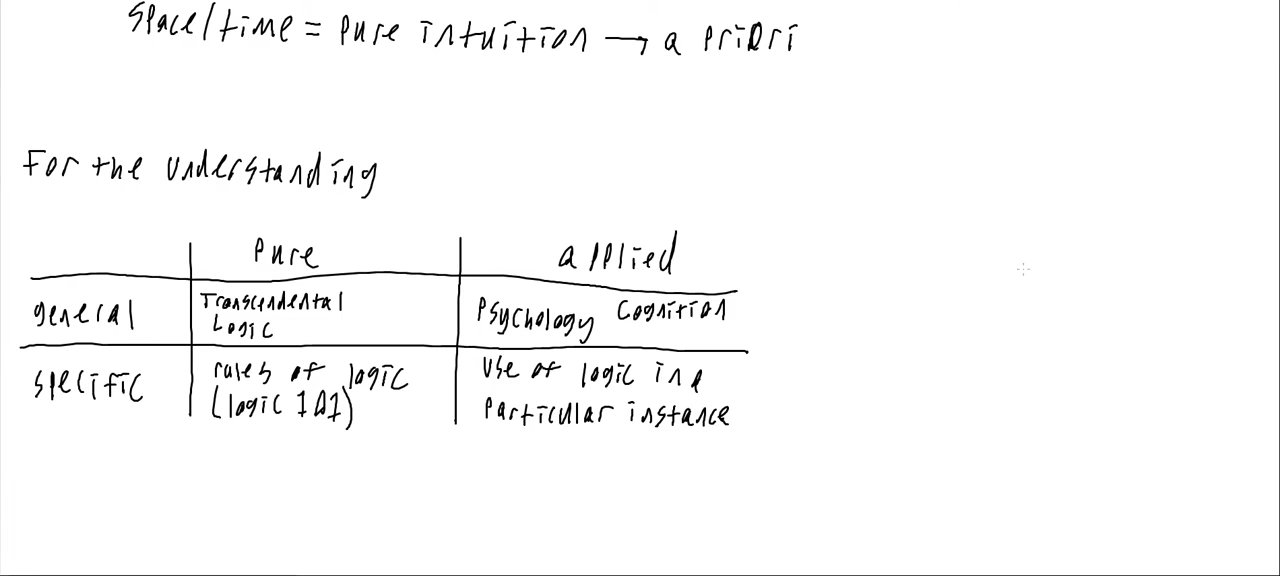 space/time = pure intuition → a priori
For the understanding
pure applied
general Transcendental Logic Psychology Cognition
specific rules of logic (logic 101) use of logic in a particular instance